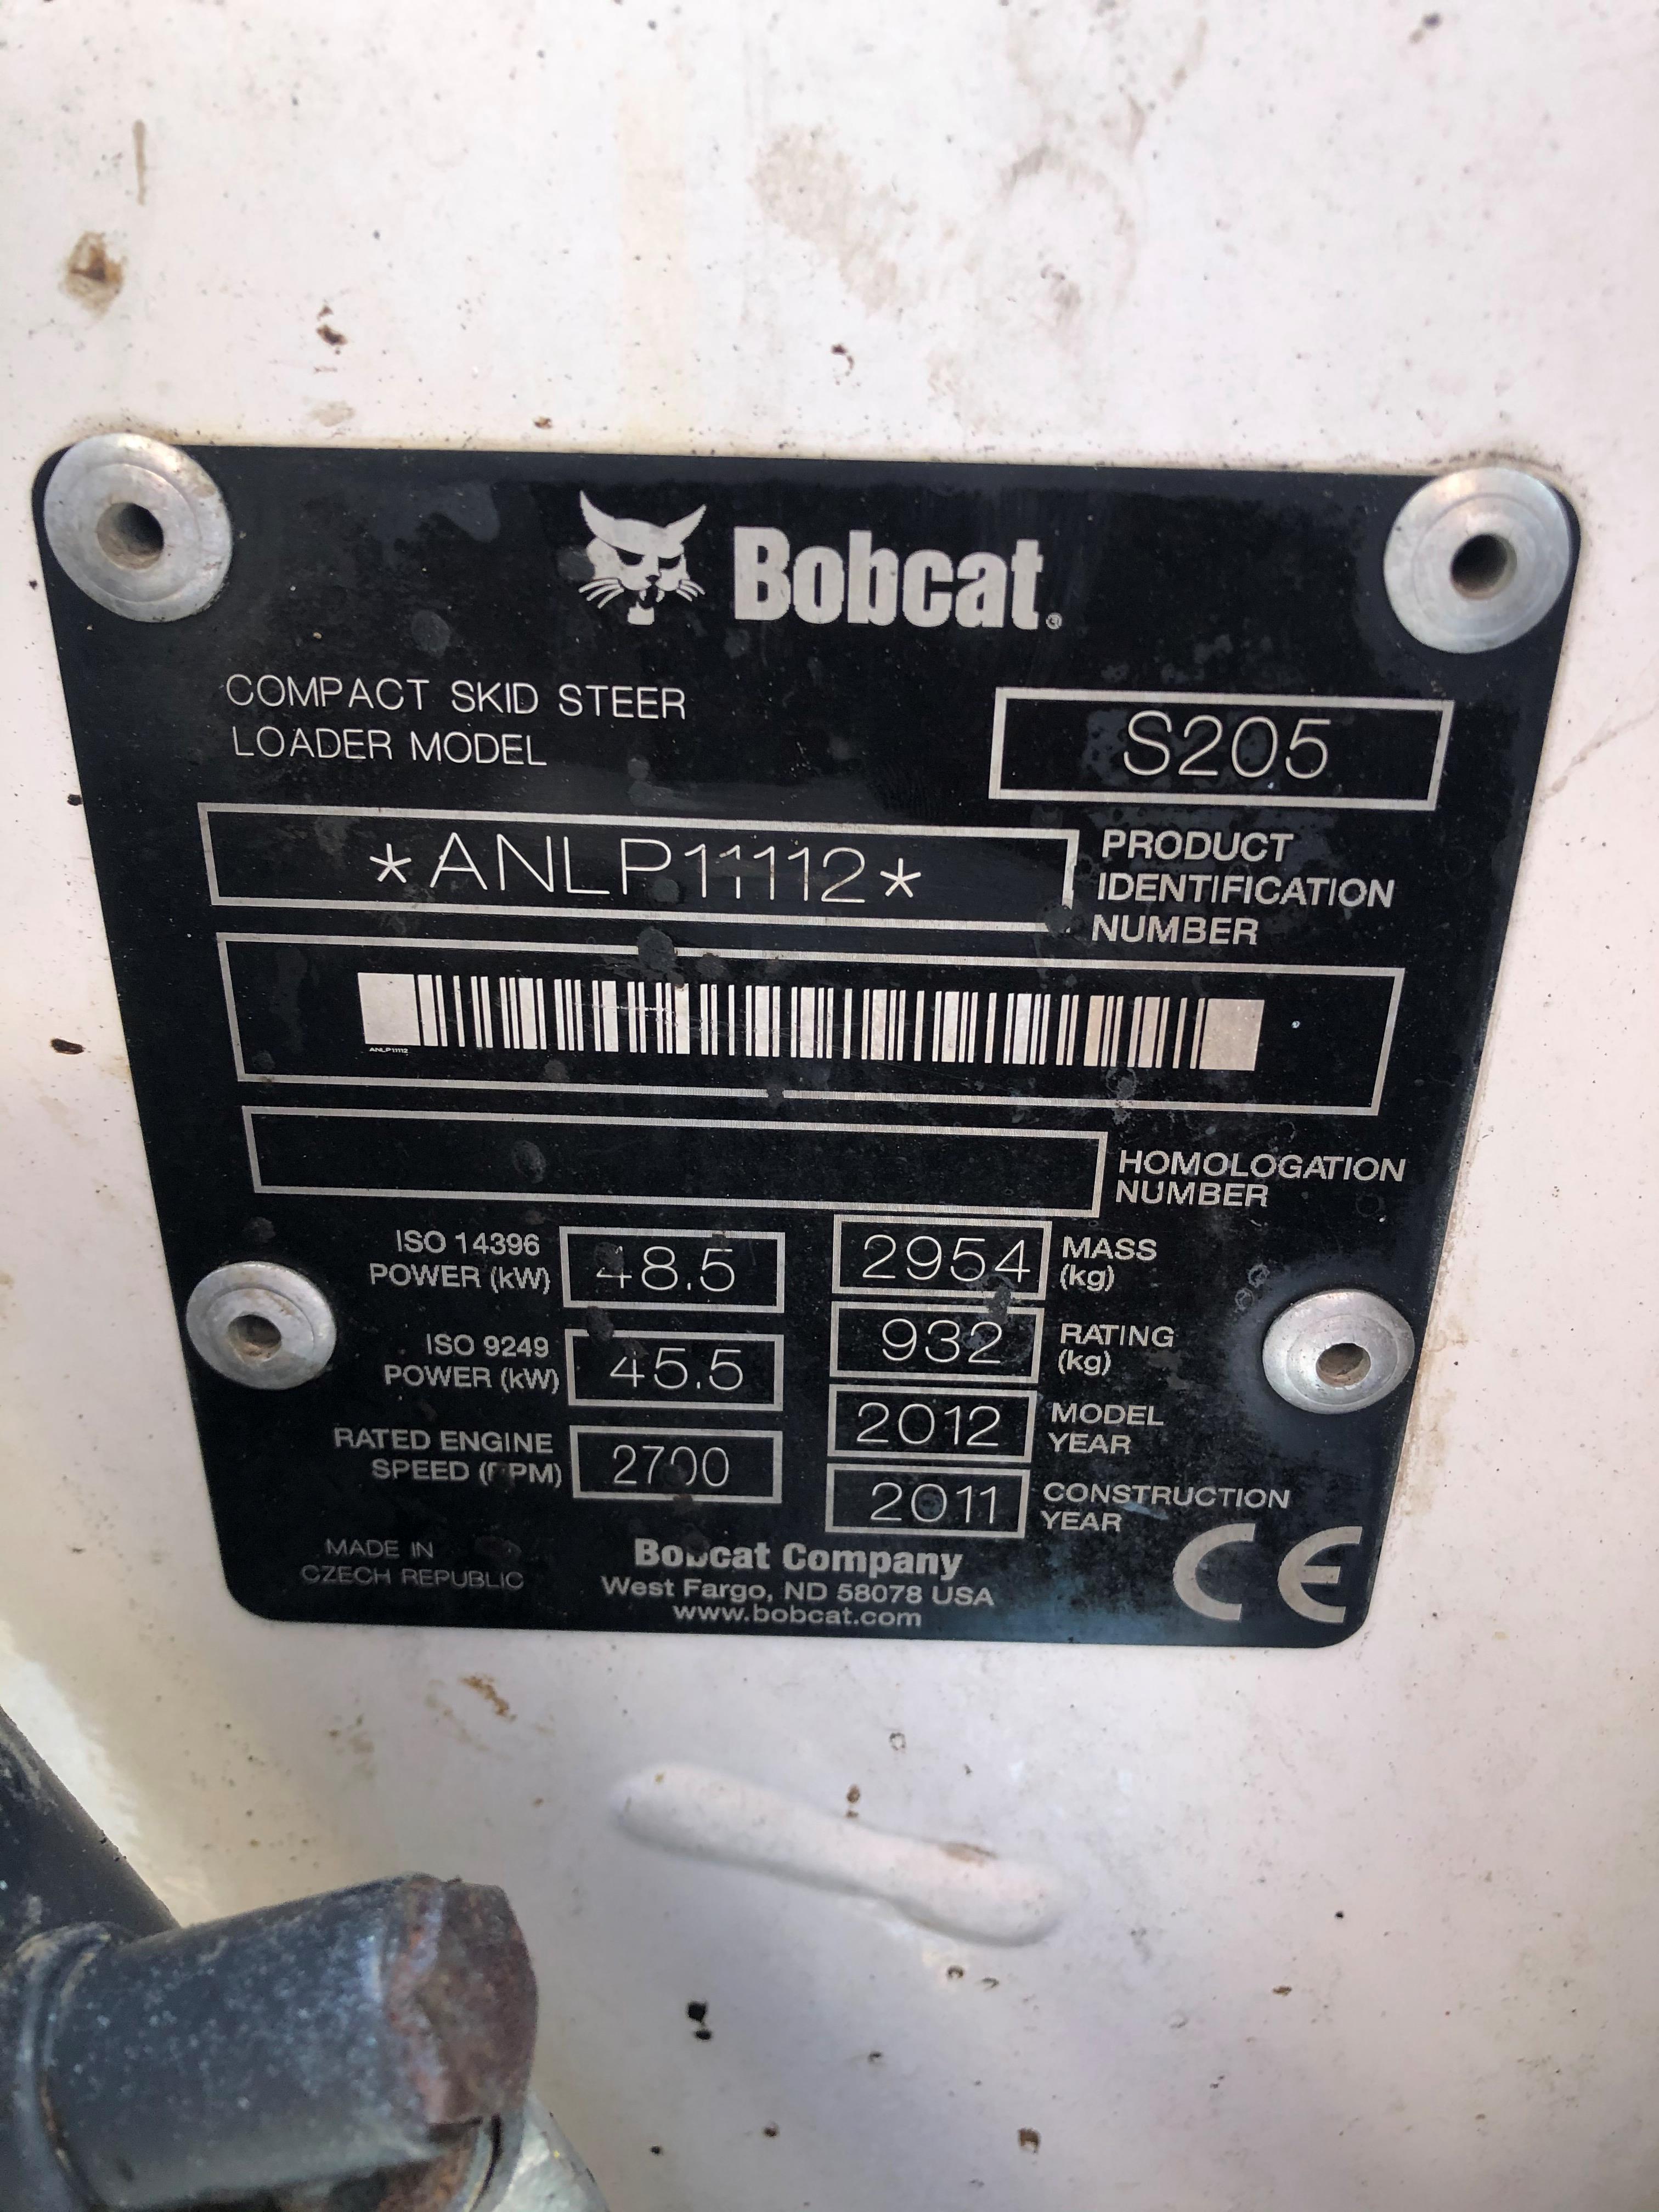 Bobcat®
COMPACT SKID STEER
LOADER MODEL
S205
*ANLP11112*
PRODUCT
IDENTIFICATION
NUMBER
ANLP11112
HOMOLOGATION
NUMBER
ISO 14396
POWER (kW)
48.5
2954
MASS
(kg)
ISO 9249
POWER (kW)
45.5
932
RATING
(kg)
RATED ENGINE
SPEED (RPM)
2700
2012
MODEL
YEAR
2011
CONSTRUCTION
YEAR
MADE IN
CZECH REPUBLIC
Bobcat Company
West Fargo, ND 58078 USA
www.bobcat.com
CE